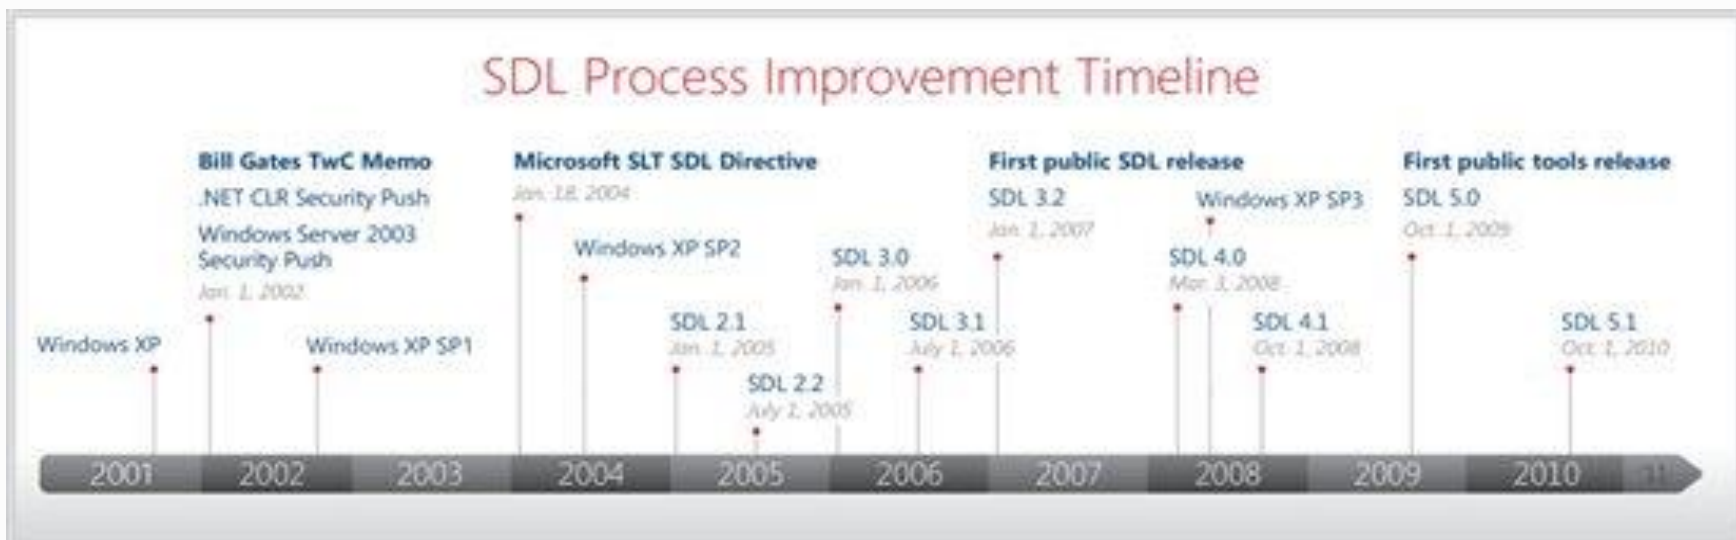 SDL Process Improvement Timeline
Bill Gates TwC Memo
.NET CLR Security Push
Windows Server 2003
Security Push
Jan. 1, 2002
Microsoft SLT SDL Directive
Jan. 18, 2004
First public SDL release
SDL 3.2
Jan. 1, 2007
First public tools release
SDL 5.0
Oct. 1, 2009
Windows XP SP3
Windows XP SP2
SDL 3.0
Jan. 1, 2006
SDL 4.0
Mar. 3, 2008
Windows XP
Windows XP SP1
SDL 2.1
Jan. 1, 2005
SDL 2.2
July 1, 2005
SDL 3.1
July 1, 2006
SDL 4.1
Oct. 1, 2008
SDL 5.1
Oct. 1, 2010
2001 2002 2003 2004 2005 2006 2007 2008 2009 2010 11